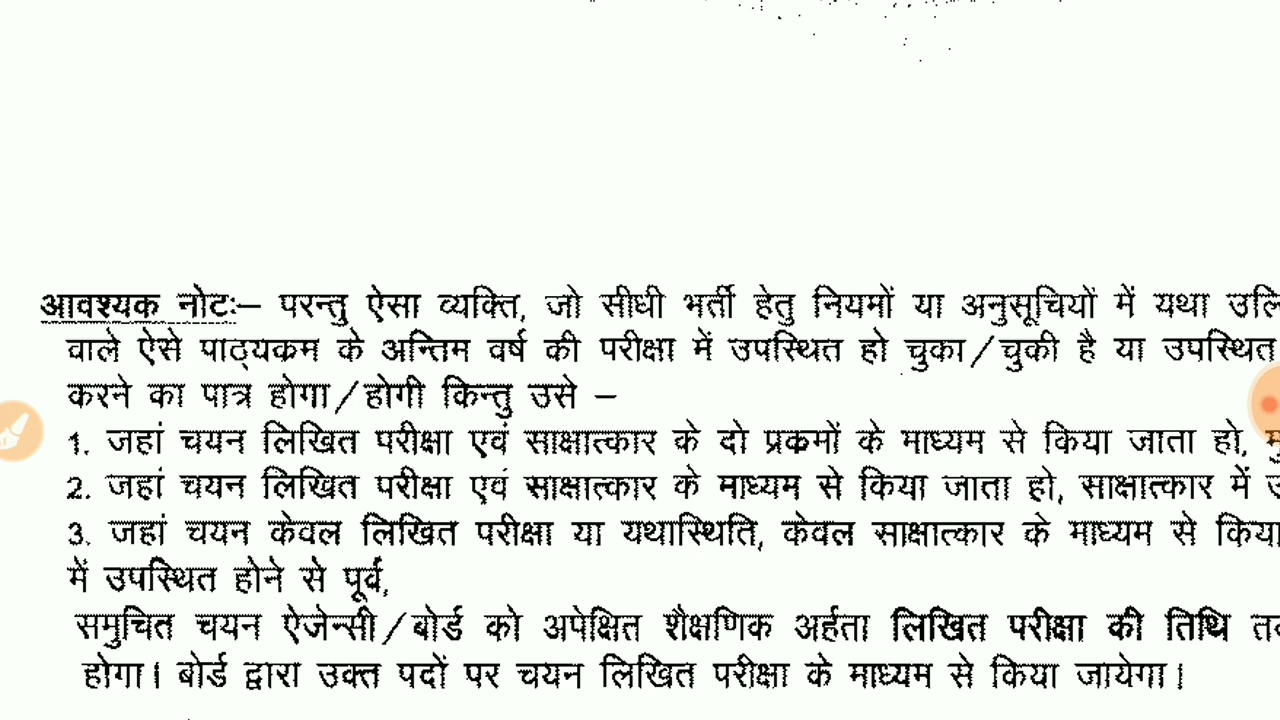 आवश्यक नोटः– परन्तु ऐसा व्यक्ति, जो सीधी भर्ती हेतु नियमों या अनुसूचियों में यथा
वाले ऐसे पाठ्यक्रम के अन्तिम वर्ष की परीक्षा में उपस्थित हो चुका/चुकी है या उपस्थित
करने का पात्र होगा/होगी किन्तु उसे –
1. जहां चयन लिखित परीक्षा एवं साक्षात्कार के दो प्रकमों के माध्यम से किया जाता हो,
2. जहां चयन लिखित परीक्षा एवं साक्षात्कार के माध्यम से किया जाता हो, साक्षात्कार में
3. जहां चयन केवल लिखित परीक्षा या यथास्थिति, केवल साक्षात्कार के माध्यम से किया
में उपस्थित होने से पूर्व,
समुचित चयन ऐजेन्सी/बोर्ड को अपेक्षित शैक्षणिक अर्हता लिखित परीक्षा की तिथि
होगा। बोर्ड द्वारा उक्त पदों पर चयन लिखित परीक्षा के माध्यम से किया जायेगा।